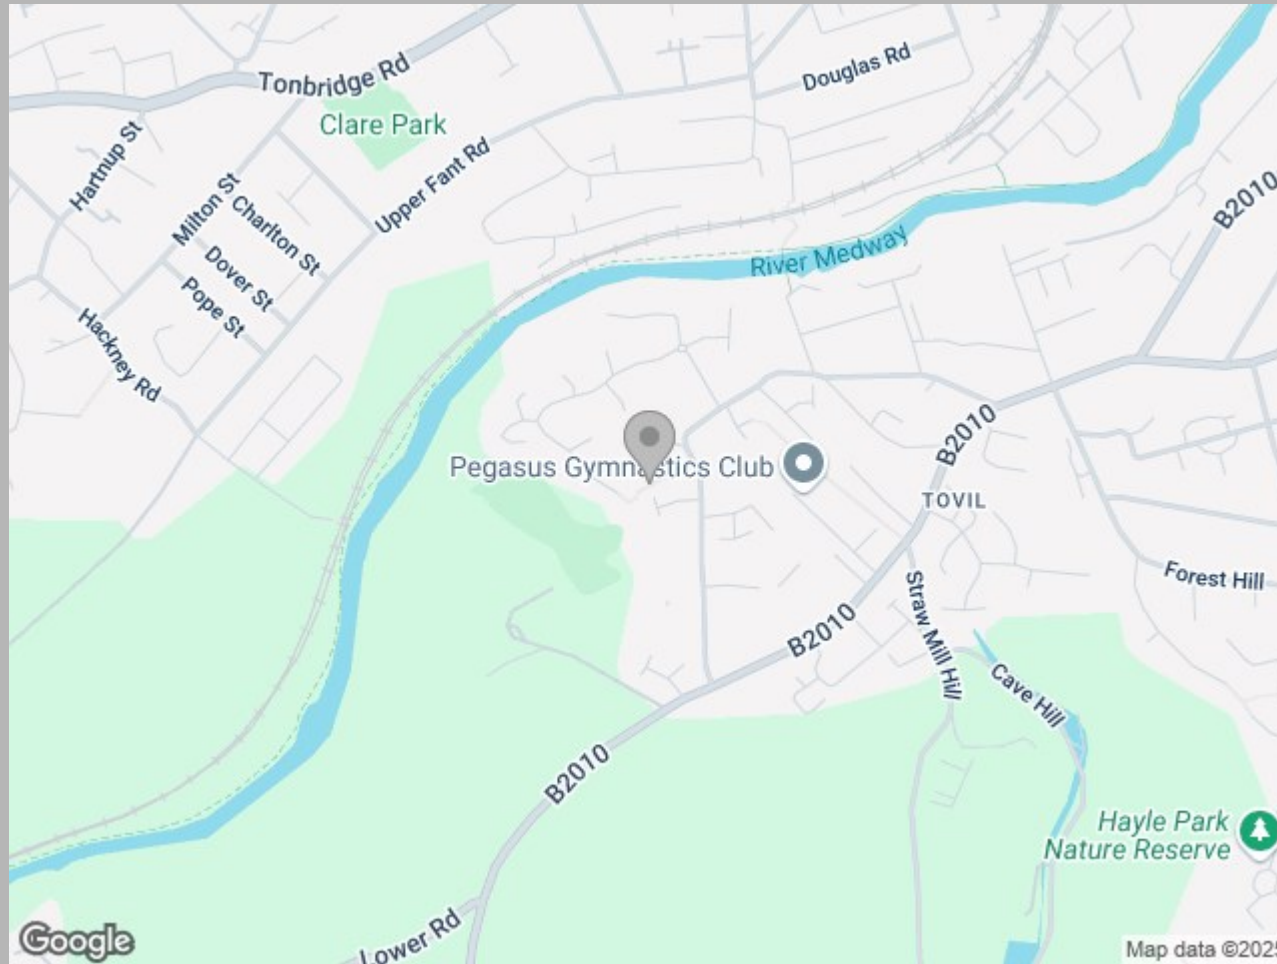 Tonbridge Rd
Douglas Rd
Clare Park
Hartnup St
Upper Fant Rd
Milton St
Charlton St
B2010
River Medway
Dover St
Pope St
Hackney Rd
B2010
Pegasus Gymnastics Club
TOVIL
Forest Hill
Straw Mill Hill
B2010
Cave Hill
B2010
Hayle Park
Nature Reserve
Lower Rd
Google
Map data ©2025